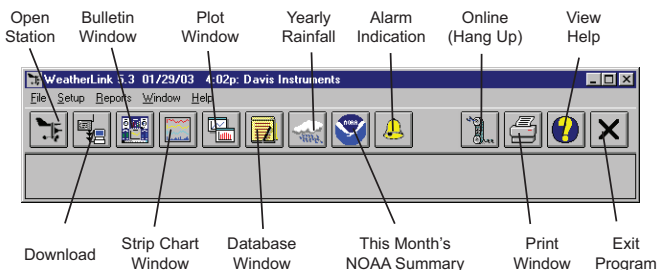 Open Station
Bulletin Window
Plot Window
Yearly Rainfall
Alarm Indication
Online (Hang Up)
View Help
WeatherLink 5.3 01/29/03 4:02p: Davis Instruments
File Setup Reports Window Help
NOAA
Download
Strip Chart Window
Database Window
This Month's NOAA Summary
Print Window
Exit Program